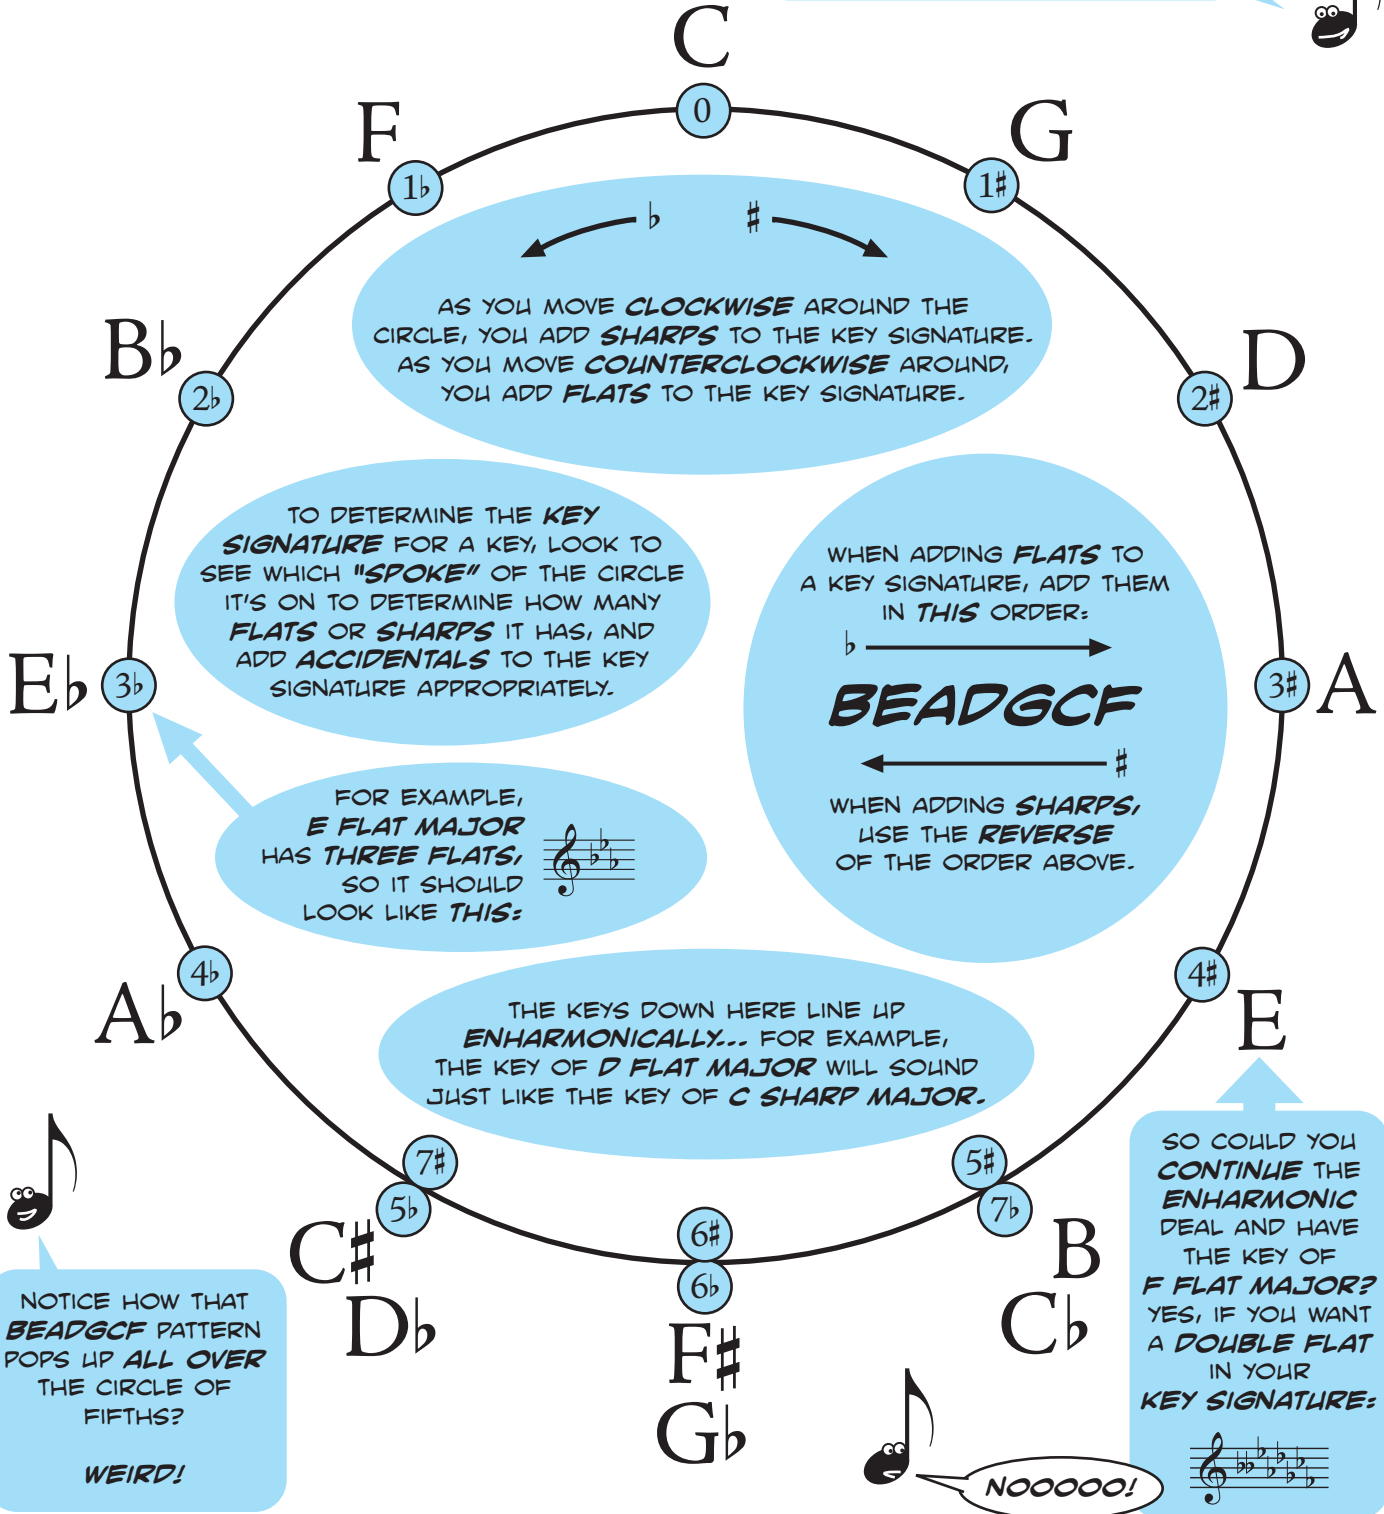 C
0
F
1♭
G
1♯
♭ ♯
AS YOU MOVE CLOCKWISE AROUND THE
CIRCLE, YOU ADD SHARPS TO THE KEY SIGNATURE.
AS YOU MOVE COUNTERCLOCKWISE AROUND,
YOU ADD FLATS TO THE KEY SIGNATURE.
B♭
2♭
D
2♯
TO DETERMINE THE KEY
SIGNATURE FOR A KEY, LOOK TO
SEE WHICH "SPOKE" OF THE CIRCLE
IT'S ON TO DETERMINE HOW MANY
FLATS OR SHARPS IT HAS, AND
ADD ACCIDENTALS TO THE KEY
SIGNATURE APPROPRIATELY.
WHEN ADDING FLATS TO
A KEY SIGNATURE, ADD THEM
IN THIS ORDER:
♭
BEADGCF
♯
WHEN ADDING SHARPS,
USE THE REVERSE
OF THE ORDER ABOVE.
E♭
3♭
3♯
A
FOR EXAMPLE,
E FLAT MAJOR
HAS THREE FLATS,
SO IT SHOULD
LOOK LIKE THIS:
4♭
A♭
4♯
E
THE KEYS DOWN HERE LINE UP
ENHARMONICALLY... FOR EXAMPLE,
THE KEY OF D FLAT MAJOR WILL SOUND
JUST LIKE THE KEY OF C SHARP MAJOR.
7♯
5♭
C♯
D♭
6♯
6♭
F♯
G♭
5♯
7♭
B
C♭
SO COULD YOU
CONTINUE THE
ENHARMONIC
DEAL AND HAVE
THE KEY OF
F FLAT MAJOR?
YES, IF YOU WANT
A DOUBLE FLAT
IN YOUR
KEY SIGNATURE:
NOTICE HOW THAT
BEADGCF PATTERN
POPS UP ALL OVER
THE CIRCLE OF
FIFTHS?
WEIRD!
NOOOOO!